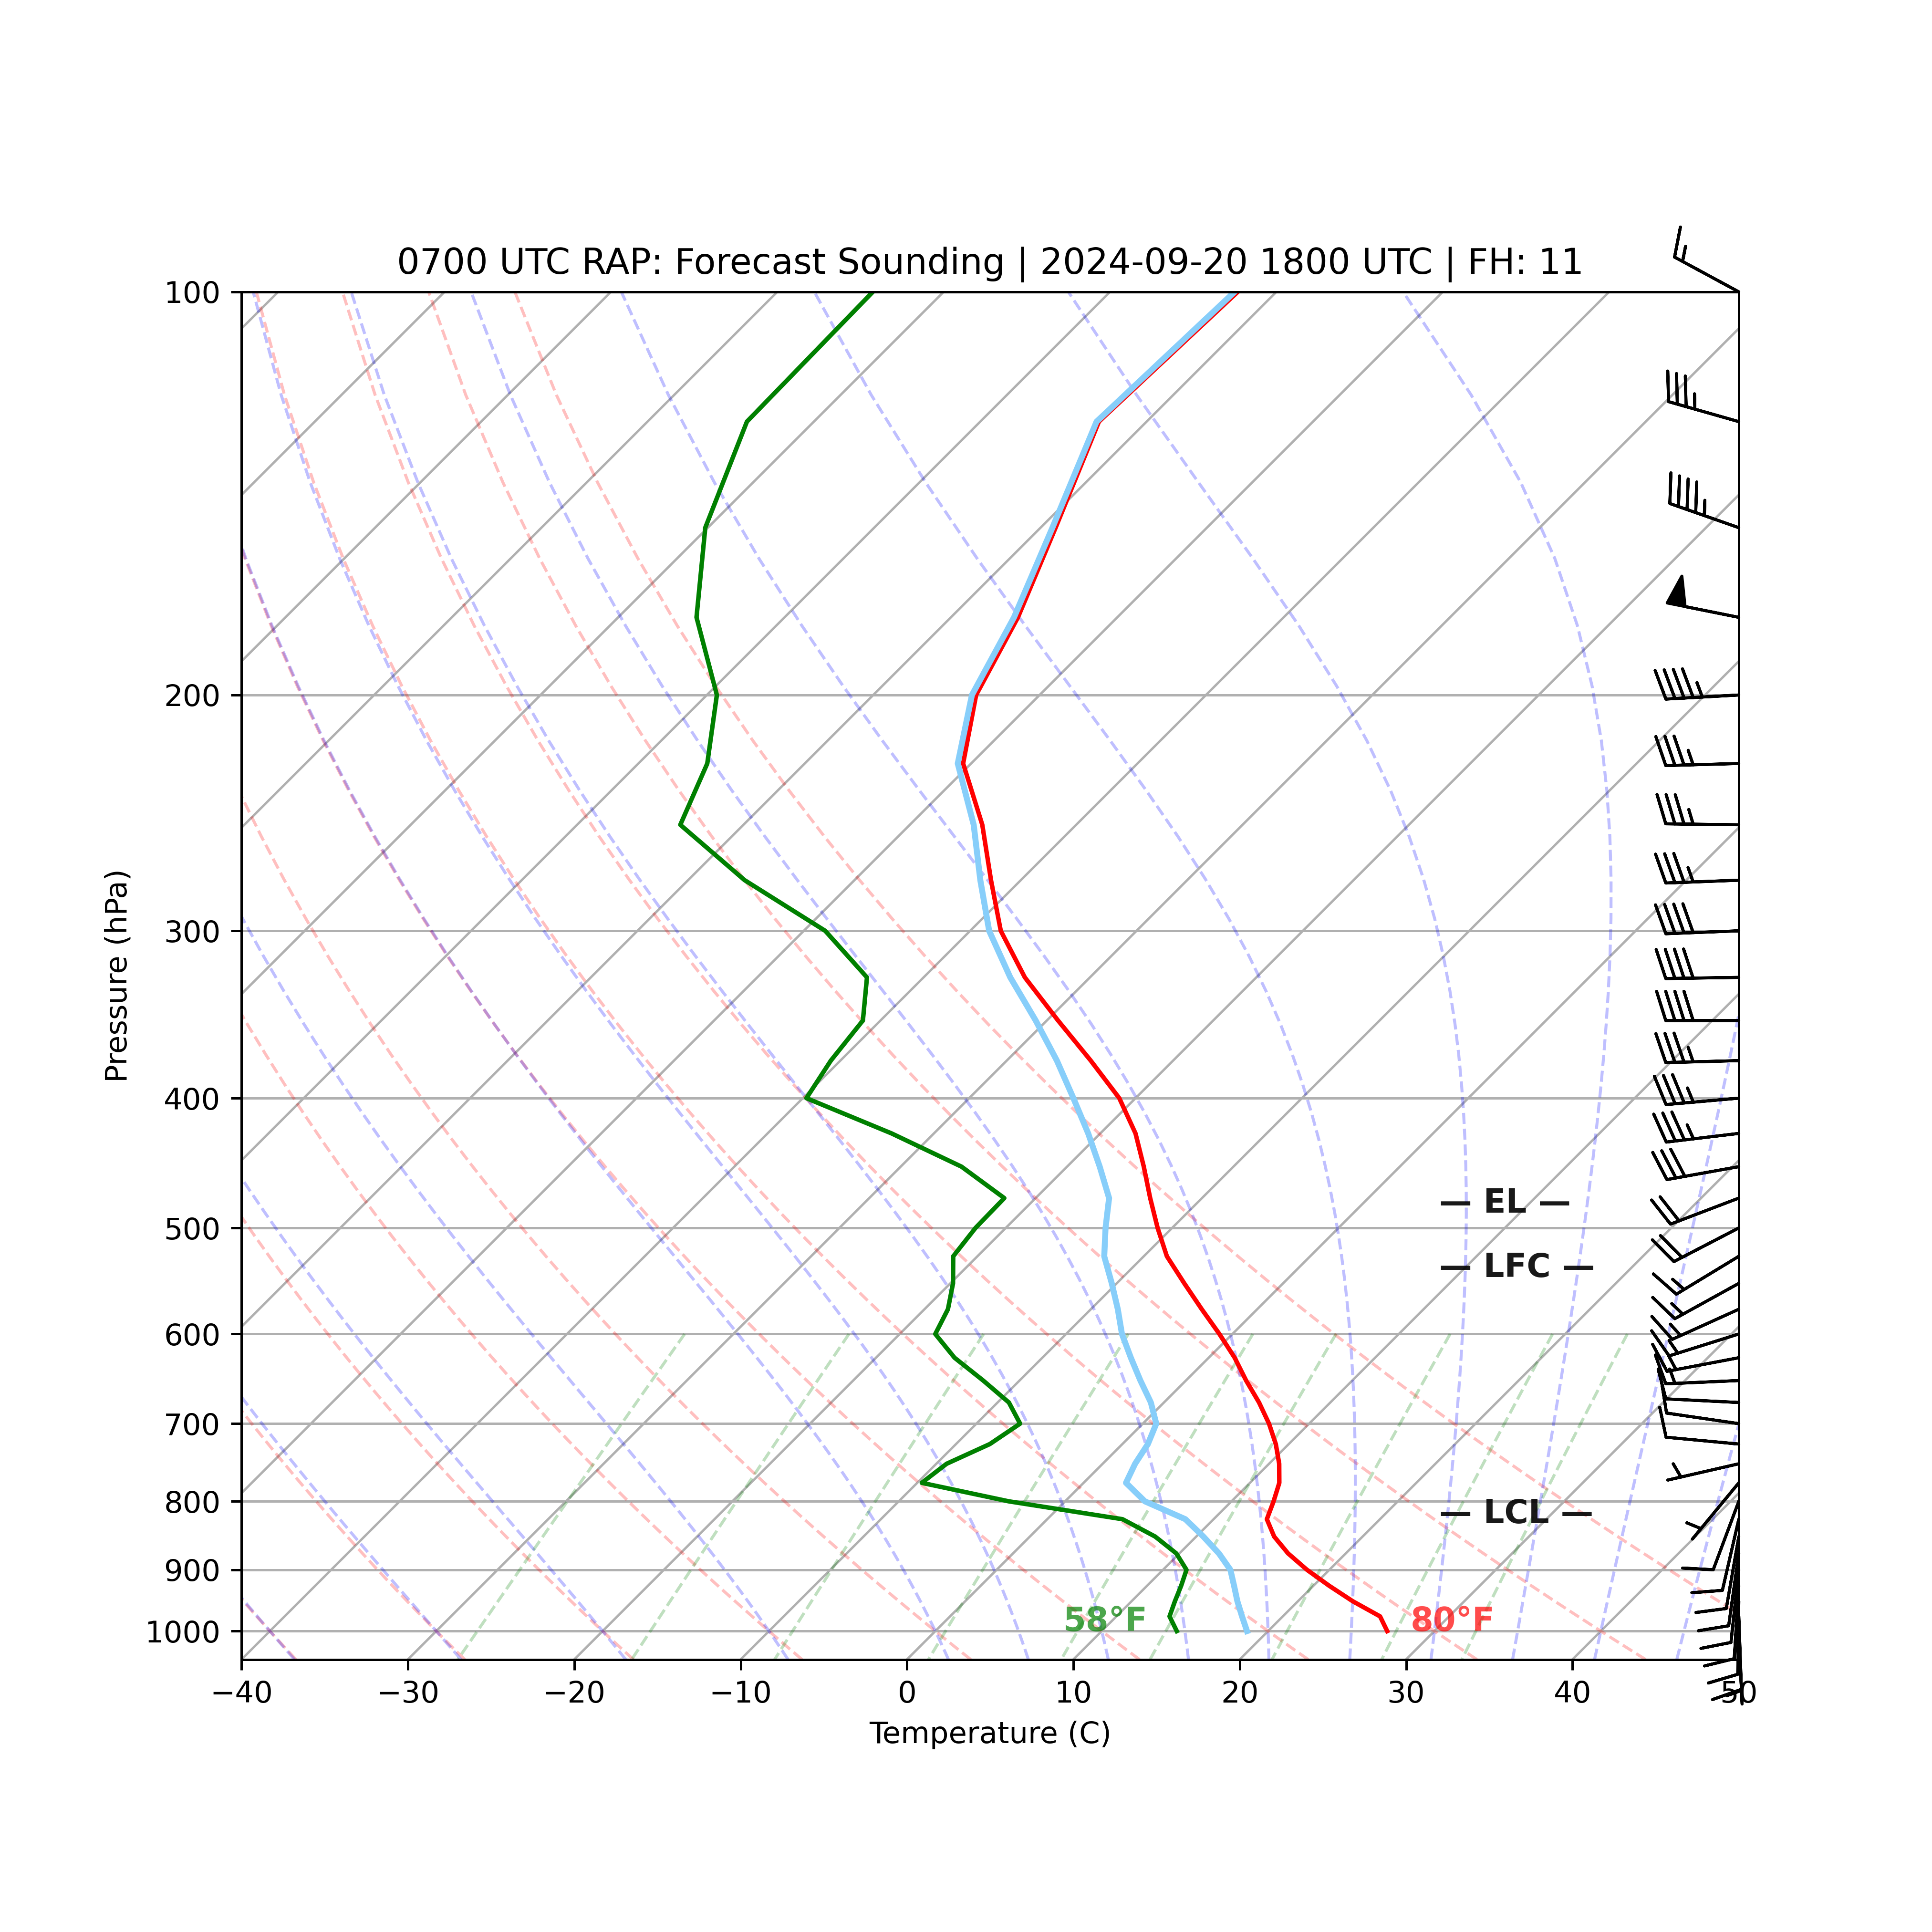 0700 UTC RAP: Forecast Sounding | 2024-09-20 1800 UTC | FH: 11
100
200
300
400
500
600
700
800
900
1000
Pressure (hPa)
— EL —
— LFC —
— LCL —
58°F
80°F
−40 −30 −20 −10 0 10 20 30 40 50
Temperature (C)